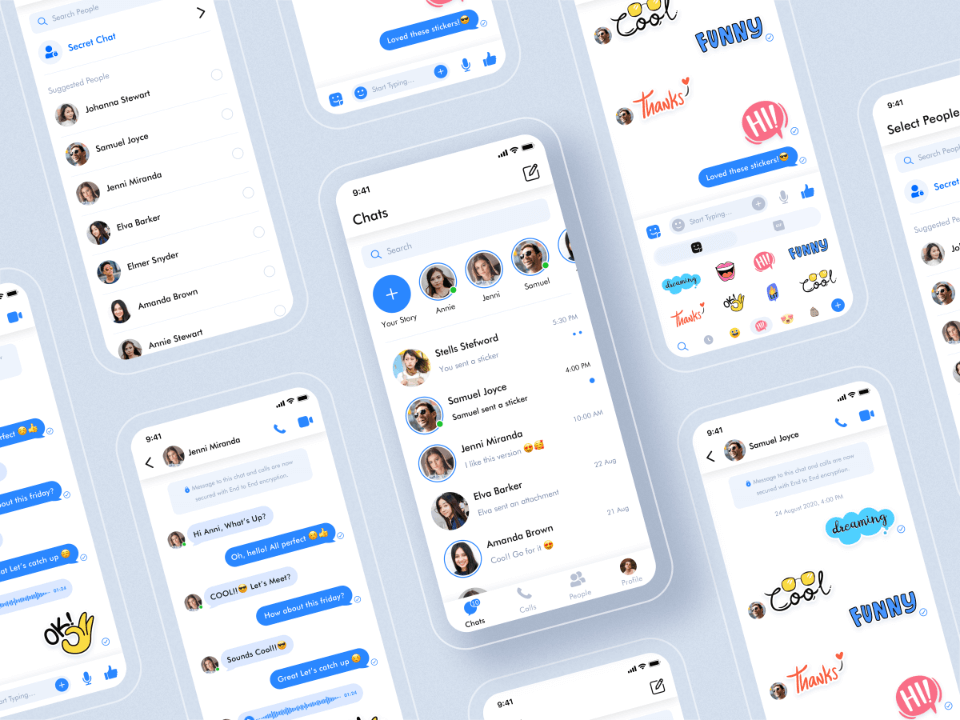 Search People
Secret Chat
Suggested People
Johanna Stewart
Samuel Joyce
Jenni Miranda
Elva Barker
Elmer Snyder
Amanda Brown
Annie Stewart
Loved these stickers!😎
Start Typing...
Cool
FUNNY
Thanks
HI!
Loved these stickers!😎
Start Typing...
dreaming
HI!
FUNNY
Thanks
Cool
HI!
9:41
Select People
Search People
Secret
Suggested People
9:41
Chats
Search
Your Story
Annie
Jenni
Samuel
Stells Stefword
You sent a sticker
5:30 PM
Samuel Joyce
Samuel sent a sticker
4:00 PM
Jenni Miranda
I like this version 😍🥰
10:00 AM
Elva Barker
Elva sent an attachment
22 Aug
Amanda Brown
Cool! Go for it 😍
21 Aug
Chats
Calls
People
Profile
about this friday?
Let's catch up 😊
01:24
OK!
Start Typing...
9:41
Jenni Miranda
Message to this chat and calls are now
secured with End to End encryption.
Hi Anni, What's Up?
Oh, hello! All perfect 😊👍
COOL!!😎 Let's Meet?
How about this friday?
Sounds Cool!!😎
Great Let's catch up 😊
01:24
9:41
Samuel Joyce
Message to this chat and calls are now
secured with End to End encryption.
24 August 2020, 4:00 PM
dreaming
Cool
FUNNY
Thanks
HI!
9:41